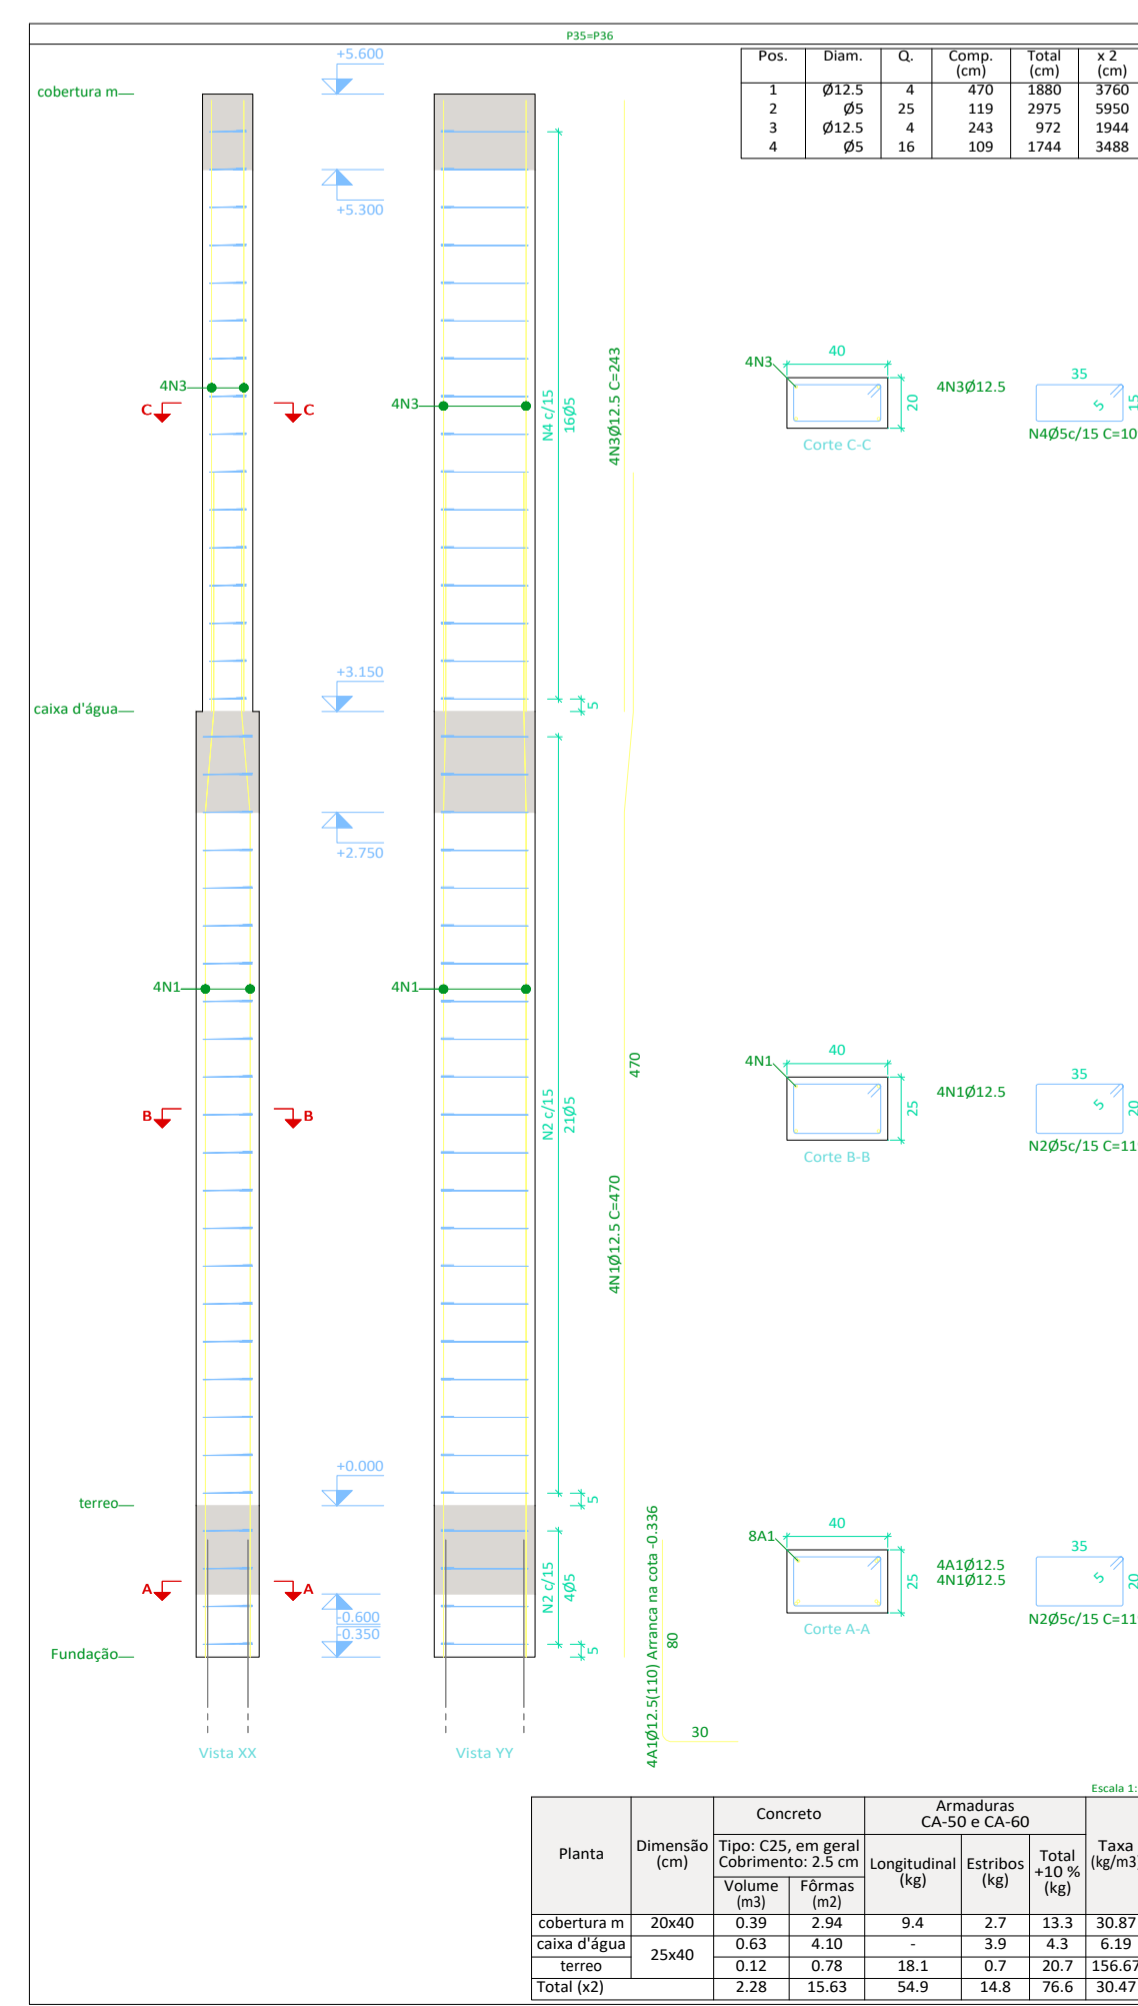 P35=P36
Pos. Diam. Q. Comp. (cm) Total (cm) x 2 (cm)
1 Ø12.5 4 470 1880 3760
2 Ø5 25 119 2975 5950
3 Ø12.5 4 243 972 1944
4 Ø5 16 109 1744 3488
+5.600
cobertura m
+5.300
4N3
C C
4N3
N4 c/15
16Ø5
4N3Ø12.5 C=243
4N3
40
20
Corte C-C
4N3Ø12.5
35
5
15
N4Ø5c/15 C=10
+3.150
caixa d'água
5
+2.750
4N1
4N1
B B
N2 c/15
21Ø5
470
4N1Ø12.5 C=470
4N1
40
25
Corte B-B
4N1Ø12.5
35
5
20
N2Ø5c/15 C=11
+0.000
terreo
5
A A
-0.600
-0.350
Fundação
N2 c/15
4Ø5
5
4A1Ø12.5(110) Arranca na cota -0.336
80
30
8A1
40
25
Corte A-A
4A1Ø12.5
4N1Ø12.5
35
5
20
N2Ø5c/15 C=11
Vista XX
Vista YY
Escala 1:
Planta
Dimensão (cm)
Concreto
Tipo: C25, em geral
Cobrimento: 2.5 cm
Volume (m3)
Fôrmas (m2)
Armaduras
CA-50 e CA-60
Longitudinal (kg)
Estribos (kg)
Total +10 % (kg)
Taxa (kg/m3)
cobertura m 20x40 0.39 2.94 9.4 2.7 13.3 30.87
caixa d'água 25x40 0.63 4.10 - 3.9 4.3 6.19
terreo 0.12 0.78 18.1 0.7 20.7 156.67
Total (x2) 2.28 15.63 54.9 14.8 76.6 30.47